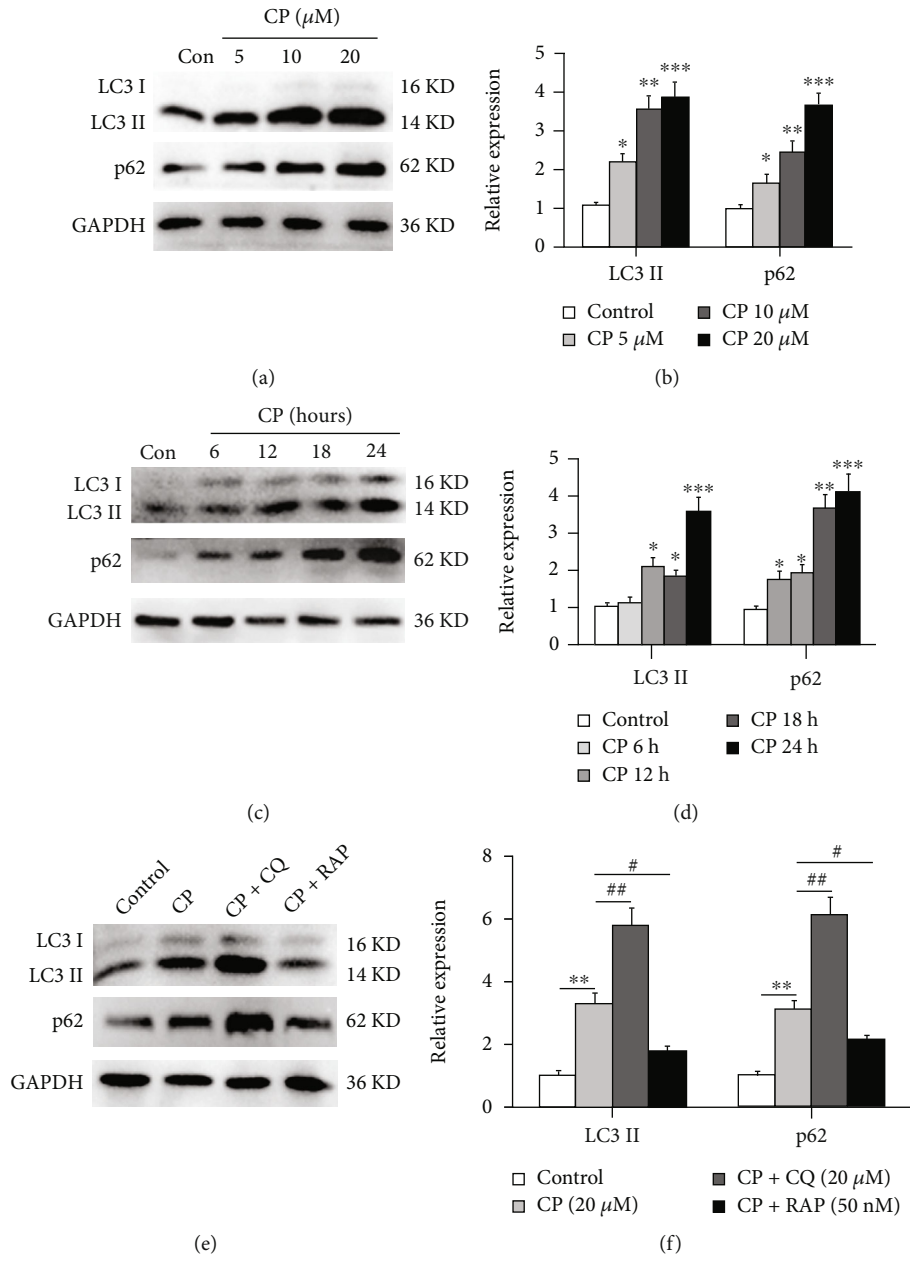 CP (μM)
Con 5 10 20
LC3 I 16 KD
LC3 II 14 KD
p62 62 KD
GAPDH 36 KD
(a)
Relative expression
5
4
3
2
1
0
* ** ***
* ** ***
LC3 II p62
Control CP 10 μM
CP 5 μM CP 20 μM
(b)
CP (hours)
Con 6 12 18 24
LC3 I 16 KD
LC3 II 14 KD
p62 62 KD
GAPDH 36 KD
(c)
Relative expression
5
4
3
2
1
0
* * ***
* * ** ***
LC3 II p62
Control CP 18 h
CP 6 h CP 24 h
CP 12 h
(d)
Control CP CP + CQ CP + RAP
LC3 I 16 KD
LC3 II 14 KD
p62 62 KD
GAPDH 36 KD
(e)
Relative expression
8
6
4
2
0
** ## #
** ## #
LC3 II p62
Control CP + CQ (20 μM)
CP (20 μM) CP + RAP (50 nM)
(f)